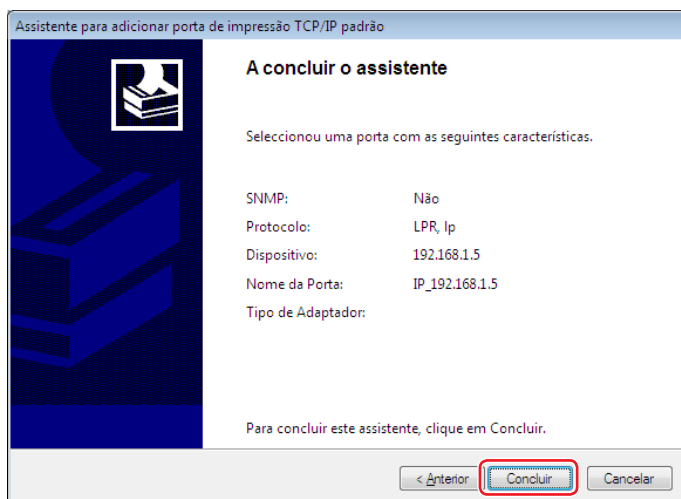 Assistente para adicionar porta de impressão TCP/IP padrão
A concluir o assistente
Seleccionou uma porta com as seguintes características.
SNMP: Não
Protocolo: LPR, lp
Dispositivo: 192.168.1.5
Nome da Porta: IP_192.168.1.5
Tipo de Adaptador:
Para concluir este assistente, clique em Concluir.
< Anterior Concluir Cancelar